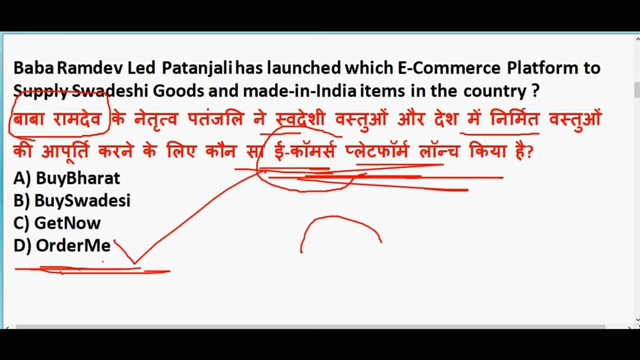 Baba Ramdev Led Patanjali has launched which E-Commerce Platform to
Supply Swadeshi Goods and made-in-India items in the country ?
बाबा रामदेव के नेतृत्व पतंजलि ने स्वदेशी वस्तुओं और देश में निर्मित वस्तुओं
की आपूर्ति करने के लिए कौन सा ई-कॉमर्स प्लेटफॉर्म लॉन्च किया है?
A) BuyBharat
B) BuySwadesi
C) GetNow
D) OrderMe